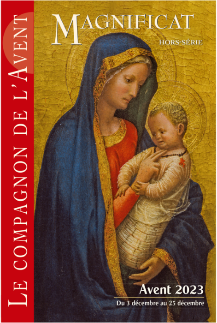 LE COMPAGNON DE L'AVENT
MAGNIFICAT
HORS-SÉRIE
Avent 2023
Du 3 décembre au 25 décembre